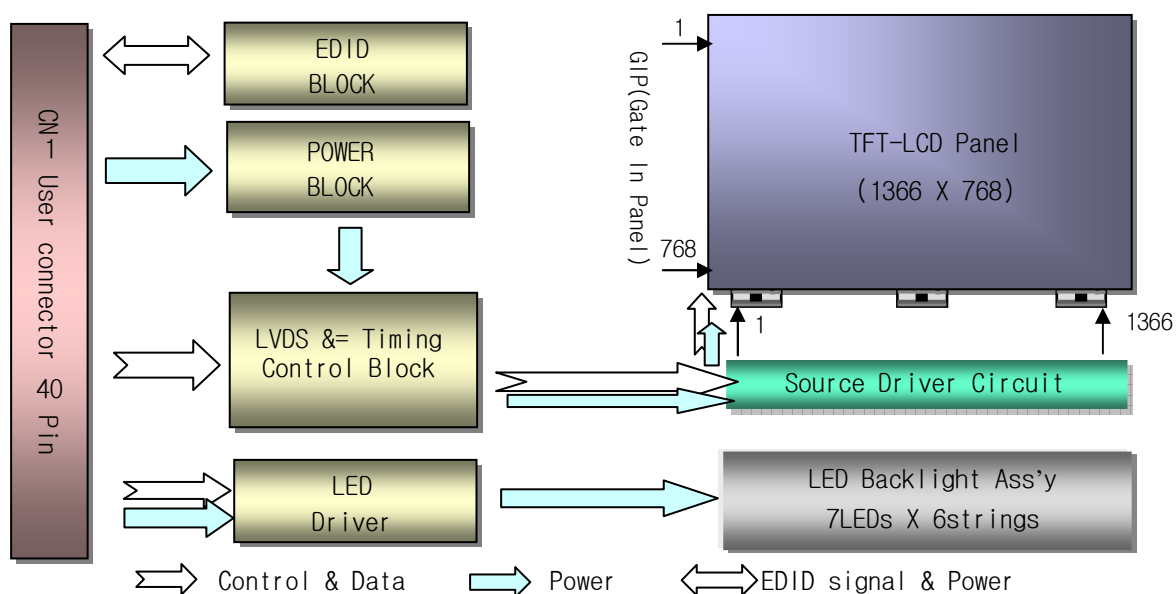 CN- User connector 40 Pin
EDID
BLOCK
POWER
BLOCK
LVDS &= Timing
Control Block
LED
Driver
1
GIP(Gate In Panel)
768
TFT-LCD Panel
(1366 X 768)
1
1366
Source Driver Circuit
LED Backlight Ass’y
7LEDs X 6strings
Control & Data
Power
EDID signal & Power